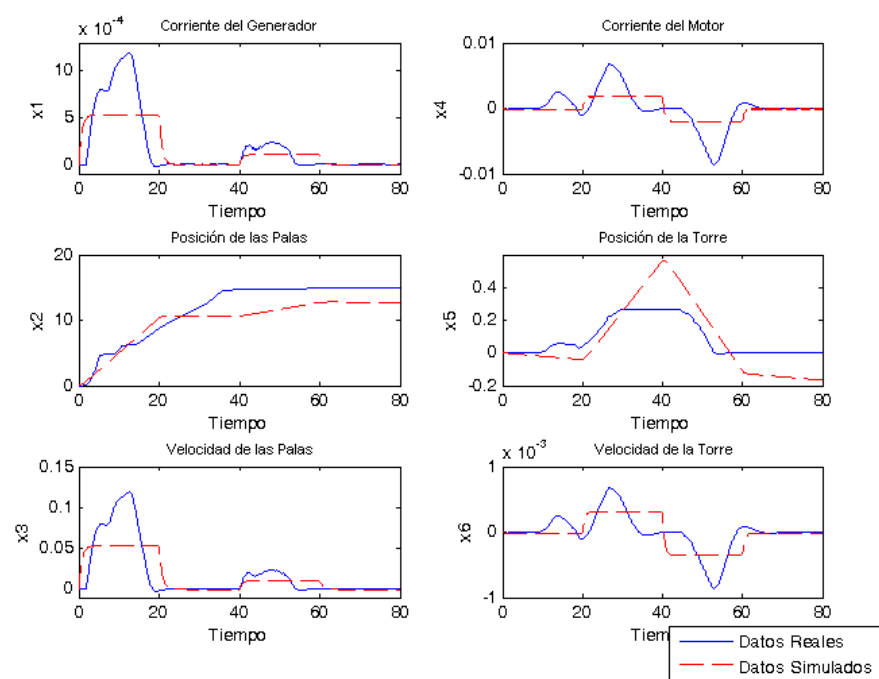 x 10⁻⁴
Corriente del Generador
10
5
0
x1
0 20 40 60 80
Tiempo
Corriente del Motor
0.01
0
-0.01
x4
0 20 40 60 80
Tiempo
Posición de las Palas
20
10
0
x2
0 20 40 60 80
Tiempo
Posición de la Torre
0.4
0.2
0
-0.2
x5
0 20 40 60 80
Tiempo
Velocidad de las Palas
0.15
0.1
0.05
0
x3
0 20 40 60 80
Tiempo
x 10⁻³
Velocidad de la Torre
1
0
-1
x6
0 20 40 60 80
Tiem
Datos Reales
Datos Simulados